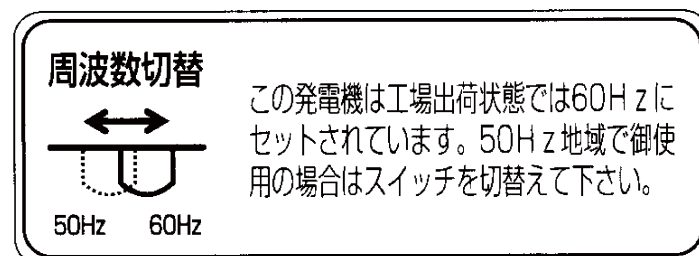 周波数切替
50Hz 60Hz
この発電機は工場出荷状態では60Hzに
セットされています。50Hz地域で御使
用の場合はスイッチを切替えて下さい。